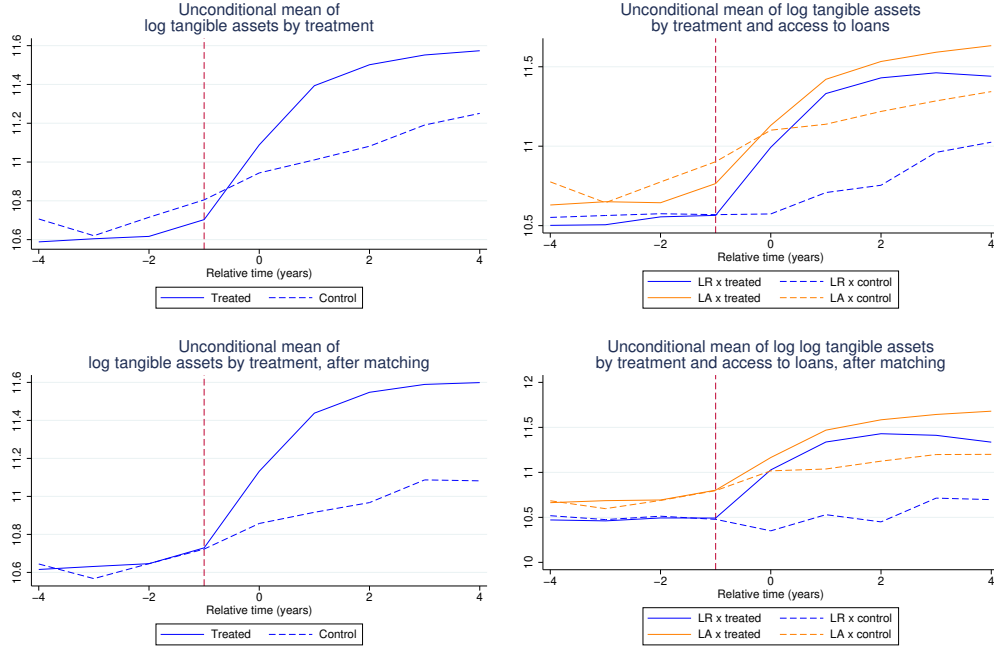 Unconditional mean of
log tangible assets by treatment
11.6
11.4
11.2
11
10.8
10.6
−4
−2
0
2
4
Relative time (years)
Treated
Control
Unconditional mean of log tangible assets
by treatment and access to loans
11.5
11
10.5
−4
−2
0
2
4
Relative time (years)
LR x treated
LR x control
LA x treated
LA x control
Unconditional mean of
log tangible assets by treatment, after matching
11.6
11.4
11.2
11
10.8
10.6
−4
−2
0
2
4
Relative time (years)
Treated
Control
Unconditional mean of log log tangible assets
by treatment and access to loans, after matching
12
11.5
11
10.5
10
−4
−2
0
2
4
Relative time (years)
LR x treated
LR x control
LA x treated
LA x control